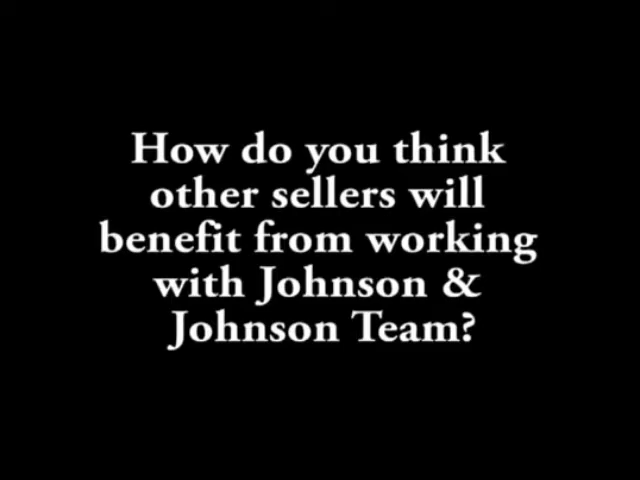 How do you think
other sellers will
benefit from working
with Johnson &
Johnson Team?